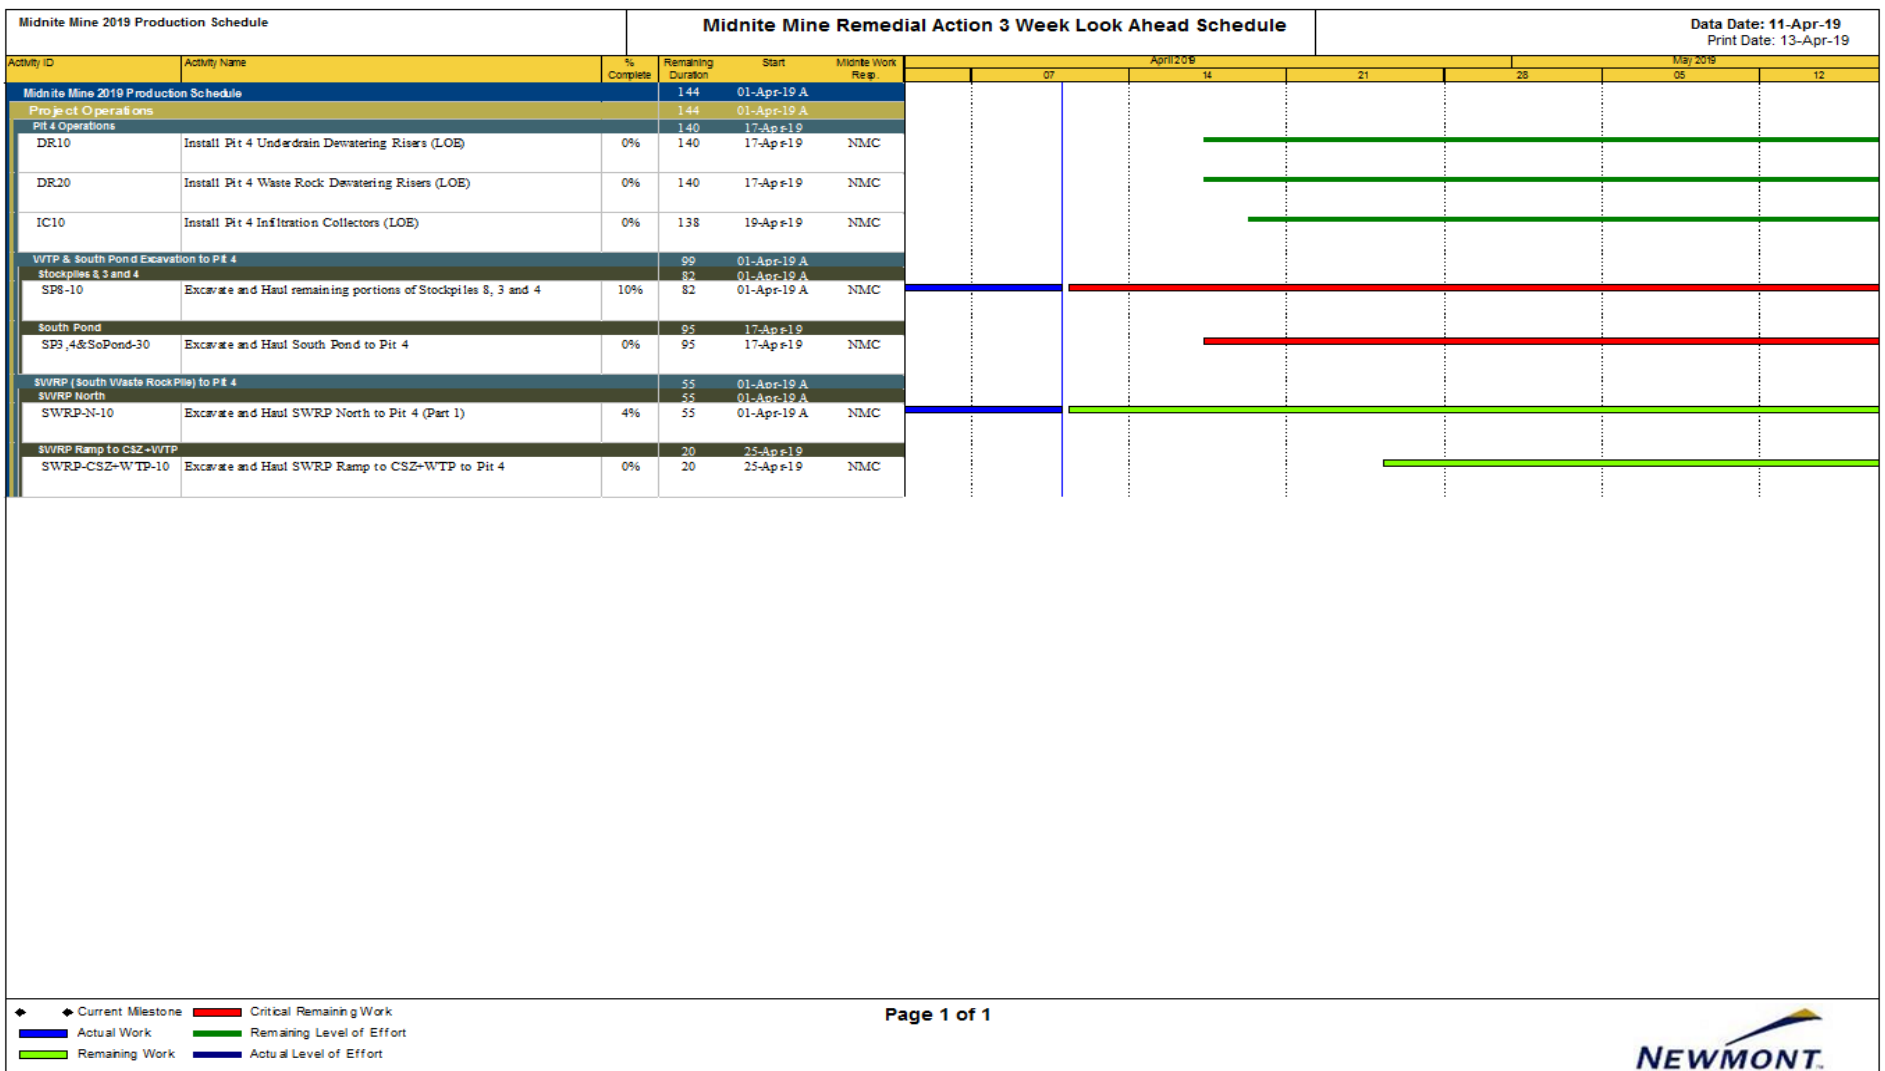 Midnite Mine 2019 Production Schedule
Midnite Mine Remedial Action 3 Week Look Ahead Schedule
Data Date: 11-Apr-19
Print Date: 13-Apr-19
Activity ID Activity Name % Complete Remaining Duration Start Midnite Work Resp. April 2019 May 2019
07 14 21 28 05 12
Midnite Mine 2019 Production Schedule 144 01-Apr-19 A
Project Operations 144 01-Apr-19 A
Pit 4 Operations 140 17-Apr-19
DR10 Install Pit 4 Underdrain Dewatering Risers (LOE) 0% 140 17-Apr-19 NMC
DR20 Install Pit 4 Waste Rock Dewatering Risers (LOE) 0% 140 17-Apr-19 NMC
IC10 Install Pit 4 Infiltration Collectors (LOE) 0% 138 19-Apr-19 NMC
WTP & South Pond Excavation to Pit 4 99 01-Apr-19 A
Stockpiles 8, 3 and 4 82 01-Apr-19 A
SP8-10 Excavate and Haul remaining portions of Stockpiles 8, 3 and 4 10% 82 01-Apr-19 A NMC
South Pond 95 17-Apr-19
SP3,4&SoPond-30 Excavate and Haul South Pond to Pit 4 0% 95 17-Apr-19 NMC
SWRP (South Waste Rock Pile) to Pit 4 55 01-Apr-19 A
SWRP North 55 01-Apr-19 A
SWRP-N-10 Excavate and Haul SWRP North to Pit 4 (Part 1) 4% 55 01-Apr-19 A NMC
SWRP Ramp to CSZ+WTP 20 25-Apr-19
SWRP-CSZ+WTP-10 Excavate and Haul SWRP Ramp to CSZ+WTP to Pit 4 0% 20 25-Apr-19 NMC
Current Milestone Critical Remaining Work
Actual Work Remaining Level of Effort
Remaining Work Actual Level of Effort
Page 1 of 1
NEWMONT